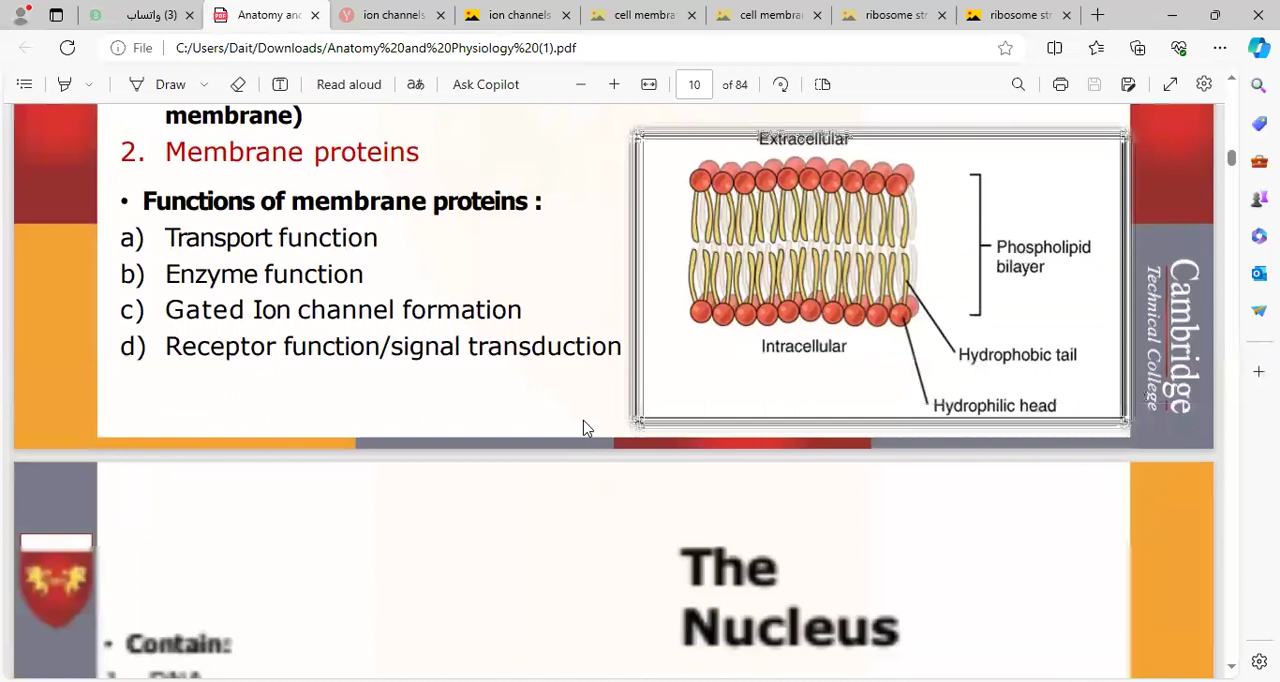 (3) واتساب
Anatomy and
ion channels
ion channels
cell membra
cell membra
ribosome str
ribosome str
File
C:/Users/Dait/Downloads/Anatomy%20and%20Physiology%20(1).pdf
Draw
Read aloud
aあ
Ask Copilot
10
of 84
membrane)
2. Membrane proteins
• Functions of membrane proteins :
a) Transport function
b) Enzyme function
c) Gated Ion channel formation
d) Receptor function/signal transduction
Extracellular
Phospholipid
bilayer
Intracellular
Hydrophobic tail
Hydrophilic head
Cambridge
Technical College
The
Nucleus
• Contain: